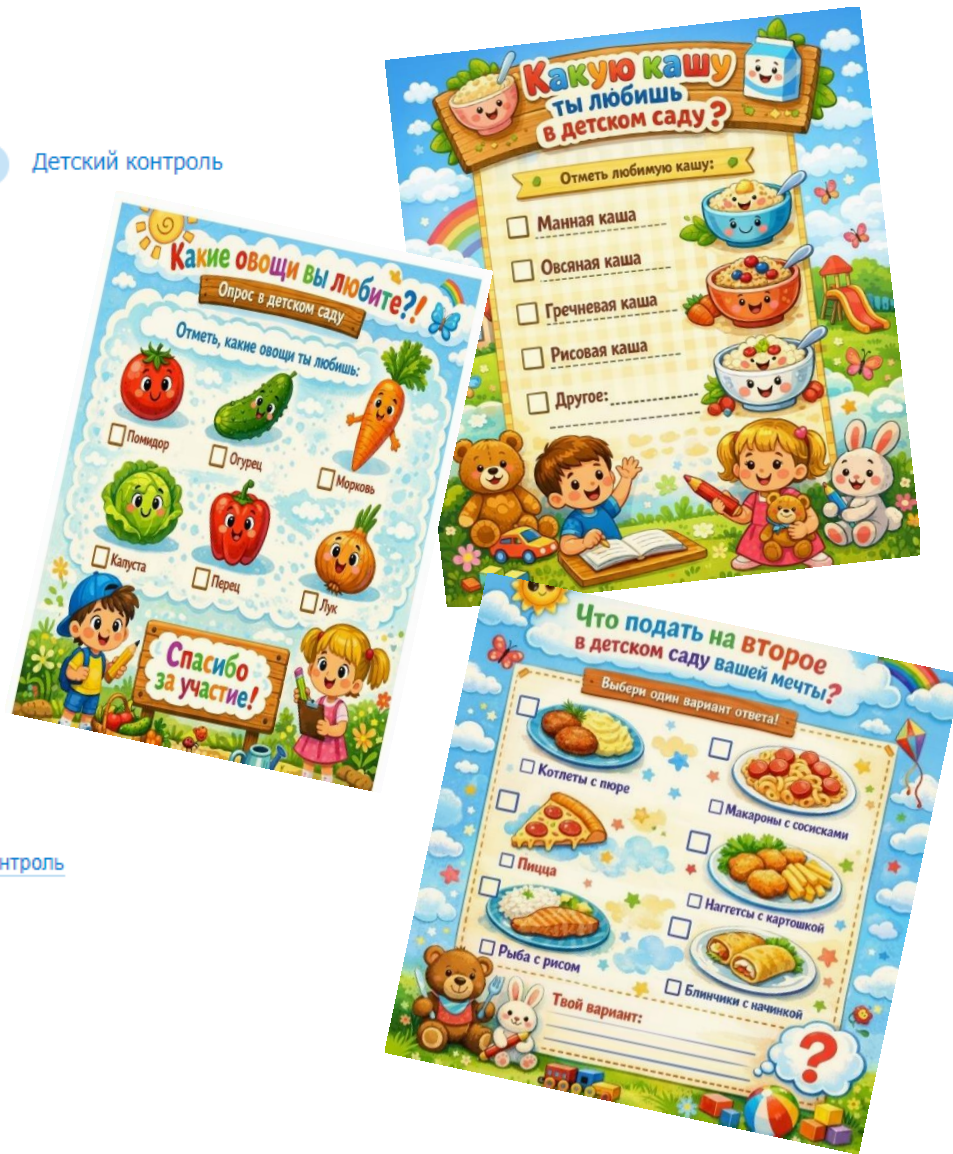 Детский контроль
Какую кашу
ты любишь
в детском саду?
Отметь любимую кашу:
Манная каша
Овсяная каша
Гречневая каша
Рисовая каша
Другое:
Какие овощи вы любите?!
Опрос в детском саду
Отметь, какие овощи ты любишь:
Помидор
Огурец
Морковь
Капуста
Перец
Лук
Спасибо
за участие!
Что подать на второе
в детском саду вашей мечты?
Выбери один вариант ответа!
Котлеты с пюре
Макароны с сосисками
Пицца
Наггетсы с картошкой
Рыба с рисом
Блинчики с начинкой
Твой вариант:
?
нтроль